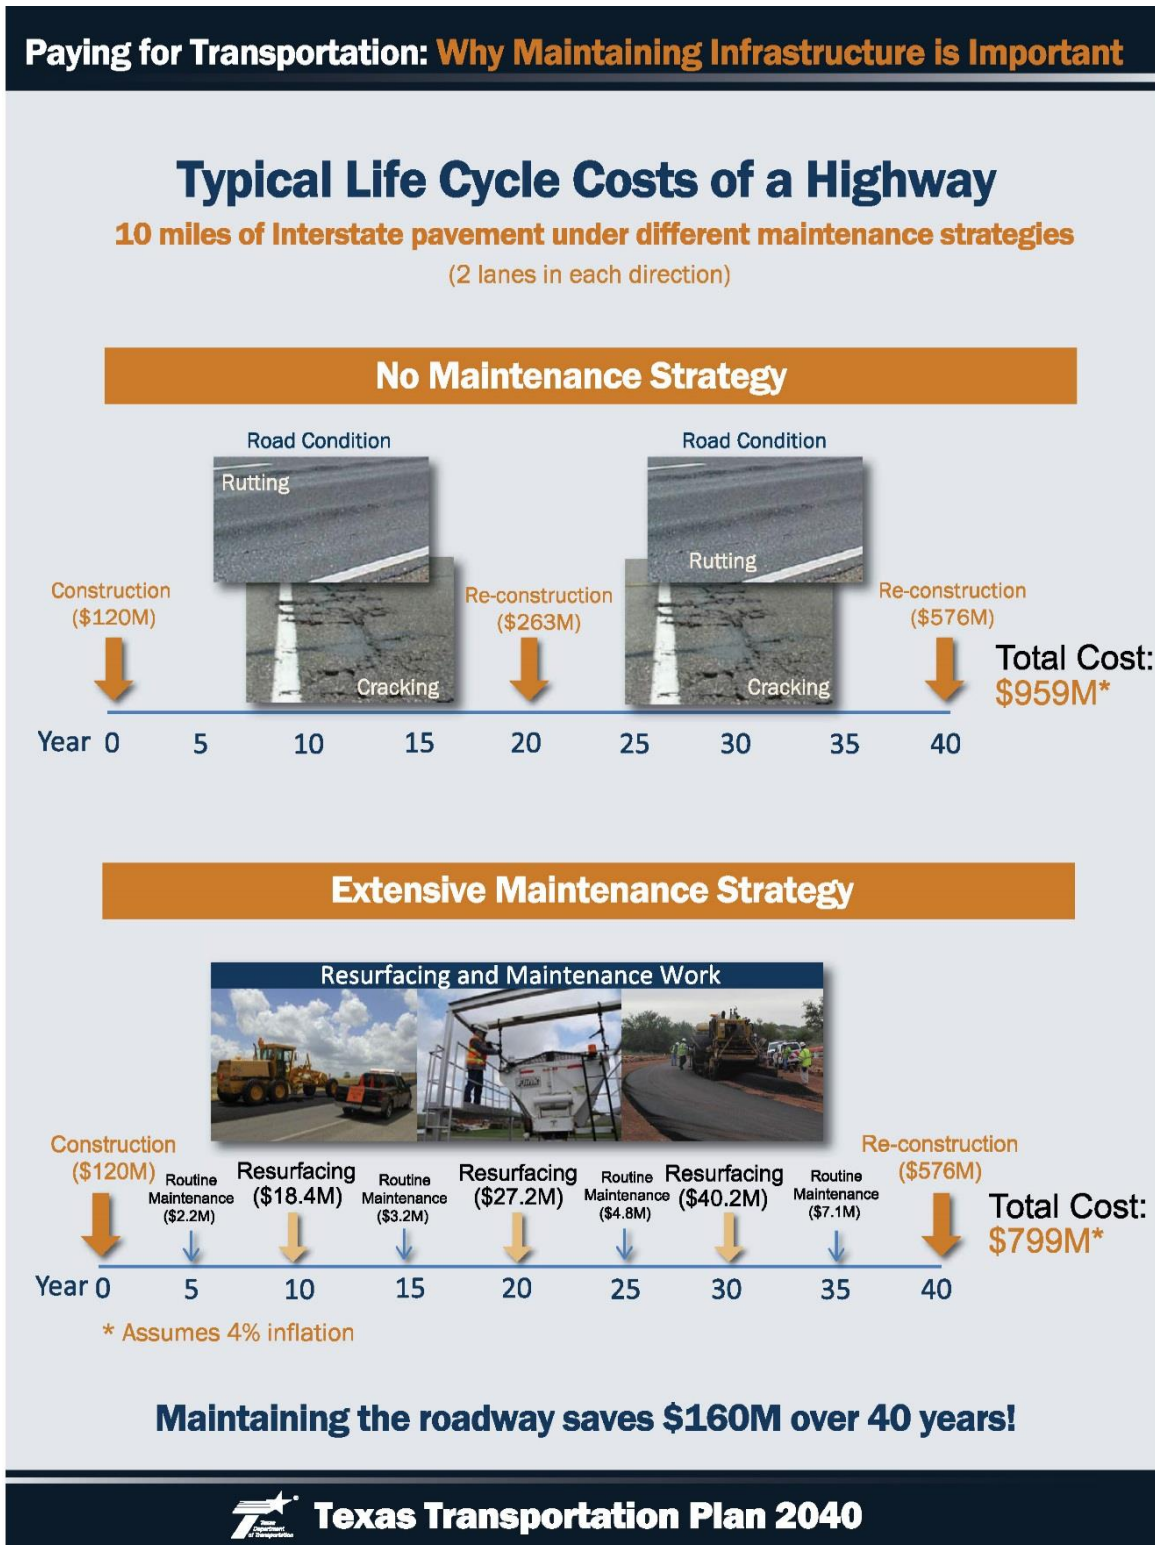 Paying for Transportation: Why Maintaining Infrastructure is Important
Typical Life Cycle Costs of a Highway
10 miles of Interstate pavement under different maintenance strategies
(2 lanes in each direction)
No Maintenance Strategy
Road Condition
Rutting
Cracking
Road Condition
Rutting
Cracking
Construction
($120M)
Re-construction
($263M)
Re-construction
($576M)
Total Cost:
$959M*
Year 0 5 10 15 20 25 30 35 40
Extensive Maintenance Strategy
Resurfacing and Maintenance Work
Construction
($120M)
Routine
Maintenance
($2.2M)
Resurfacing
($18.4M)
Routine
Maintenance
($3.2M)
Resurfacing
($27.2M)
Routine
Maintenance
($4.8M)
Resurfacing
($40.2M)
Routine
Maintenance
($7.1M)
Re-construction
($576M)
Total Cost:
$799M*
Year 0 5 10 15 20 25 30 35 40
* Assumes 4% inflation
Maintaining the roadway saves $160M over 40 years!
Texas
Department
of Transportation
Texas Transportation Plan 2040